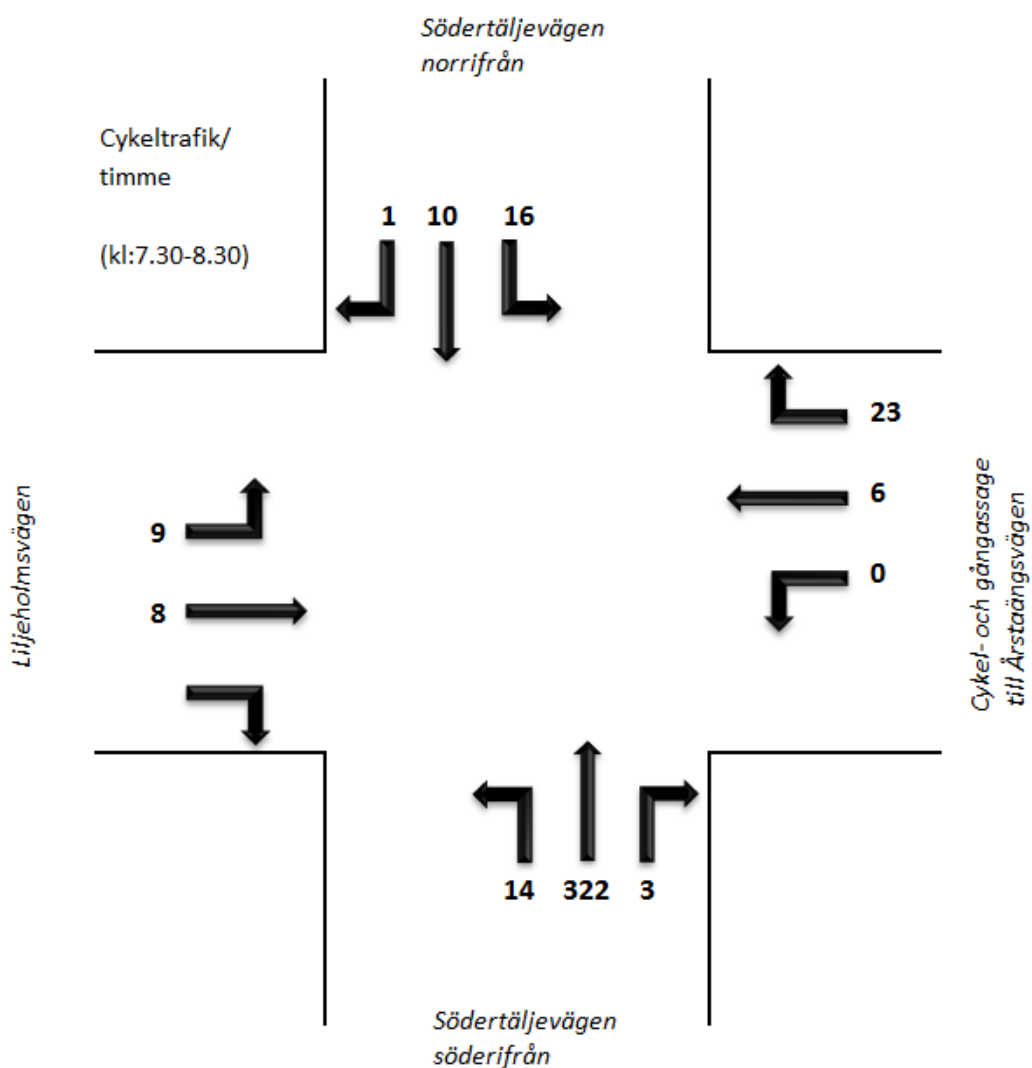 Södertäljevägen
norrifrån
Cykeltrafik/
timme
(kl:7.30-8.30)
1 10 16
23
6
0
9
8
Liljeholmsvägen
Cykel- och gångassage
till Årstaängsvägen
14 322 3
Södertäljevägen
söderifrån